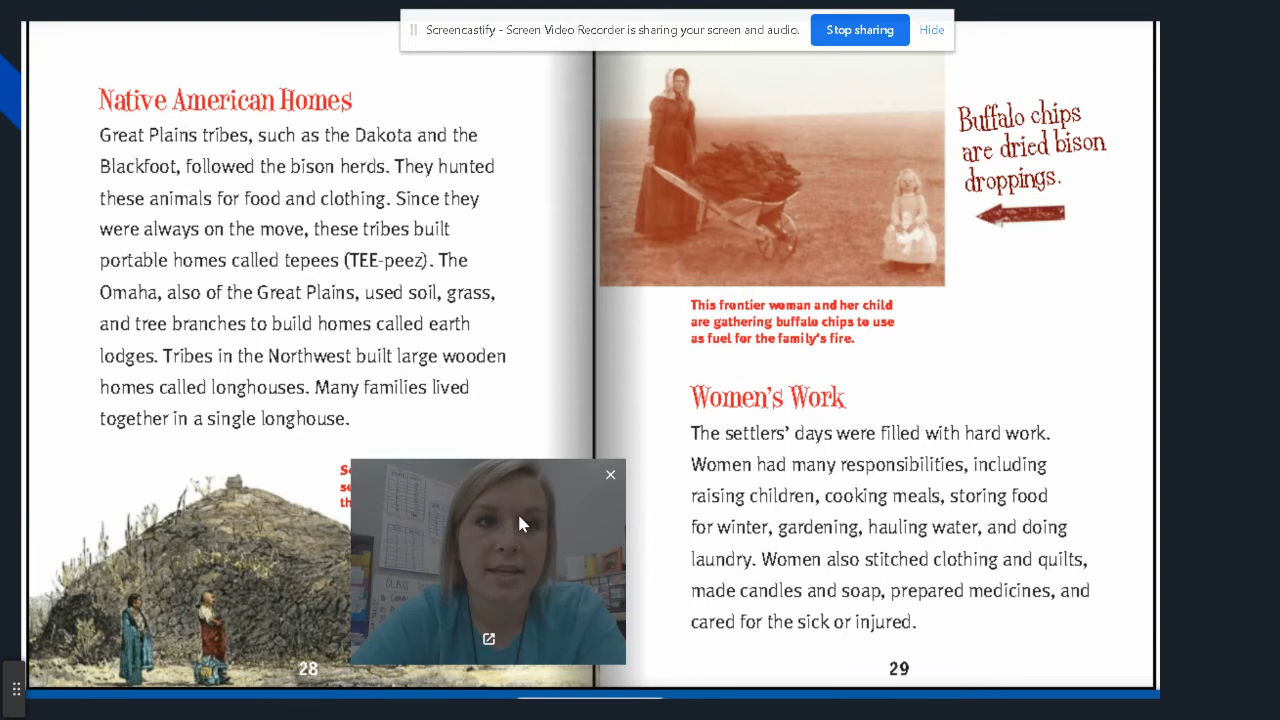 Screencastify - Screen Video Recorder is sharing your screen and audio.
Stop sharing
Hide
Native American Homes
Great Plains tribes, such as the Dakota and the
Blackfoot, followed the bison herds. They hunted
these animals for food and clothing. Since they
were always on the move, these tribes built
portable homes called tepees (TEE-peez). The
Omaha, also of the Great Plains, used soil, grass,
and tree branches to build homes called earth
lodges. Tribes in the Northwest built large wooden
homes called longhouses. Many families lived
together in a single longhouse.
28
Buffalo chips
are dried bison
droppings.
This frontier woman and her child
are gathering buffalo chips to use
as fuel for the family's fire.
Women's Work
The settlers' days were filled with hard work.
Women had many responsibilities, including
raising children, cooking meals, storing food
for winter, gardening, hauling water, and doing
laundry. Women also stitched clothing and quilts,
made candles and soap, prepared medicines, and
cared for the sick or injured.
29